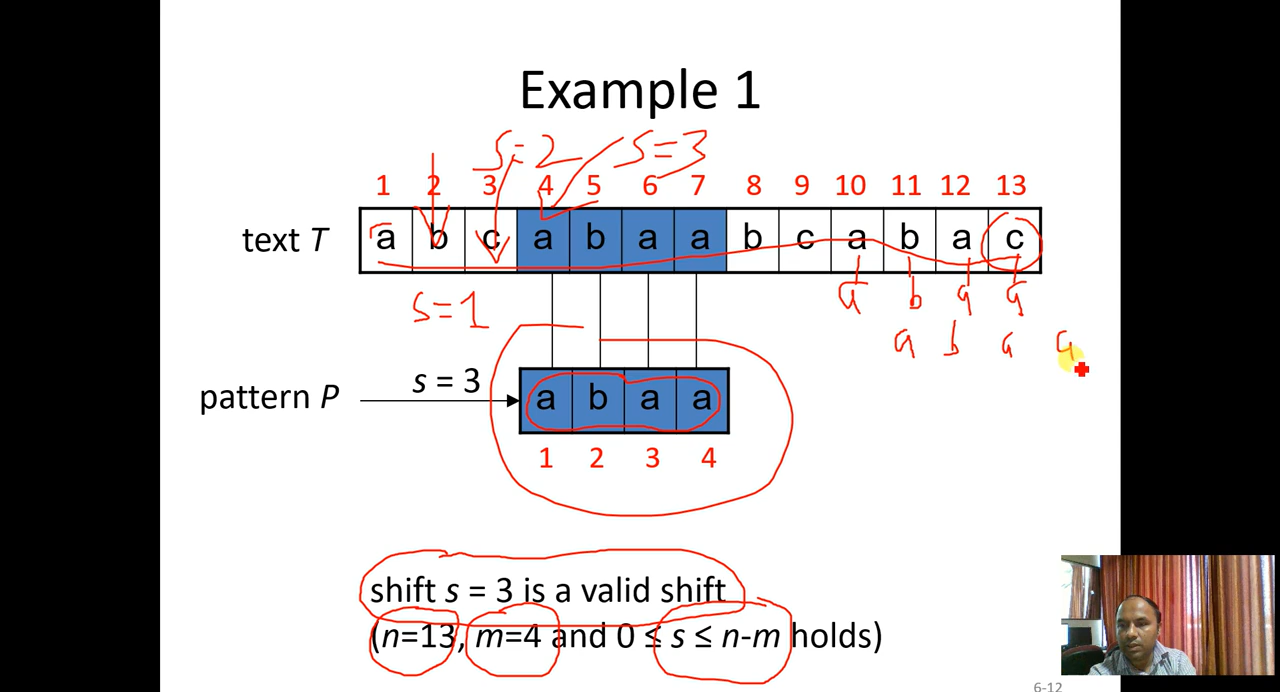 Example 1
S=2 S=3
1 2 3 4 5 6 7 8 9 10 11 12 13
text T a b c a b a a b c a b a c
S=1 a b a a
a b a a
pattern P s = 3 a b a a
1 2 3 4
shift s = 3 is a valid shift
(n=13, m=4 and 0 ≤ s ≤ n-m holds)
6-12